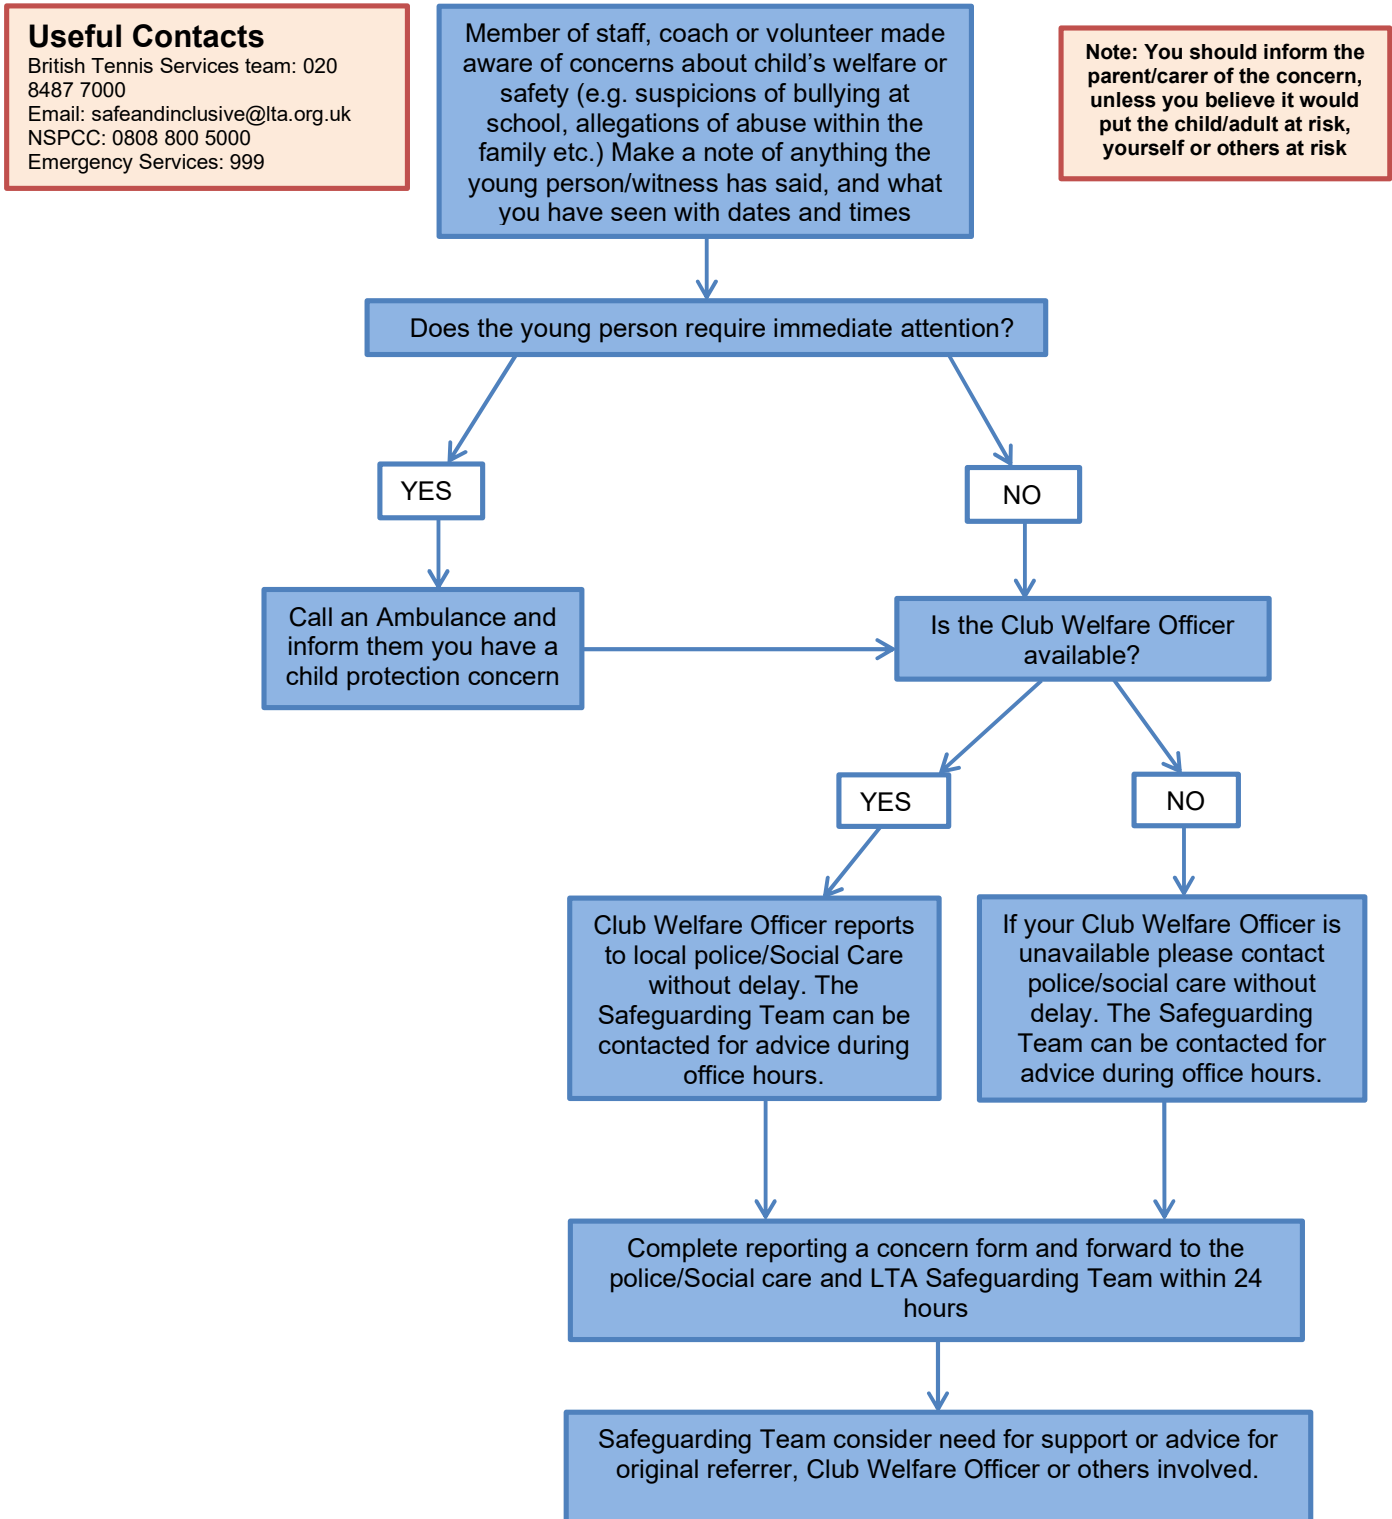 Useful Contacts
British Tennis Services team: 020
8487 7000
Email: safeandinclusive@lta.org.uk
NSPCC: 0808 800 5000
Emergency Services: 999
Member of staff, coach or volunteer made
aware of concerns about child’s welfare or
safety (e.g. suspicions of bullying at
school, allegations of abuse within the
family etc.) Make a note of anything the
young person/witness has said, and what
you have seen with dates and times
Note: You should inform the
parent/carer of the concern,
unless you believe it would
put the child/adult at risk,
yourself or others at risk
Does the young person require immediate attention?
YES
NO
Call an Ambulance and
inform them you have a
child protection concern
Is the Club Welfare Officer
available?
YES
NO
Club Welfare Officer reports
to local police/Social Care
without delay. The
Safeguarding Team can be
contacted for advice during
office hours.
If your Club Welfare Officer is
unavailable please contact
police/social care without
delay. The Safeguarding
Team can be contacted for
advice during office hours.
Complete reporting a concern form and forward to the
police/Social care and LTA Safeguarding Team within 24
hours
Safeguarding Team consider need for support or advice for
original referrer, Club Welfare Officer or others involved.